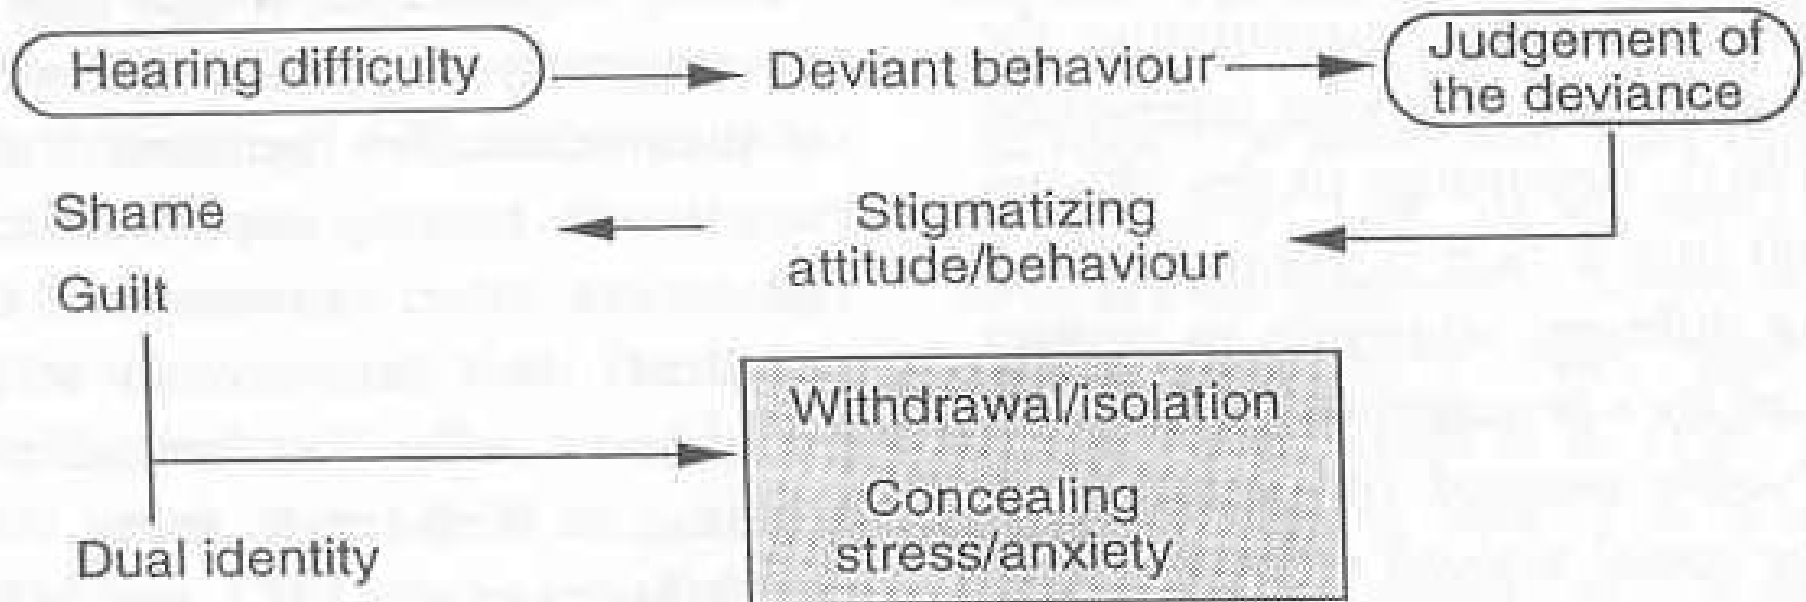 Hearing difficulty
Deviant behaviour
Judgement of
the deviance
Shame
Stigmatizing
attitude/behaviour
Guilt
Withdrawal/isolation
Concealing
stress/anxiety
Dual identity